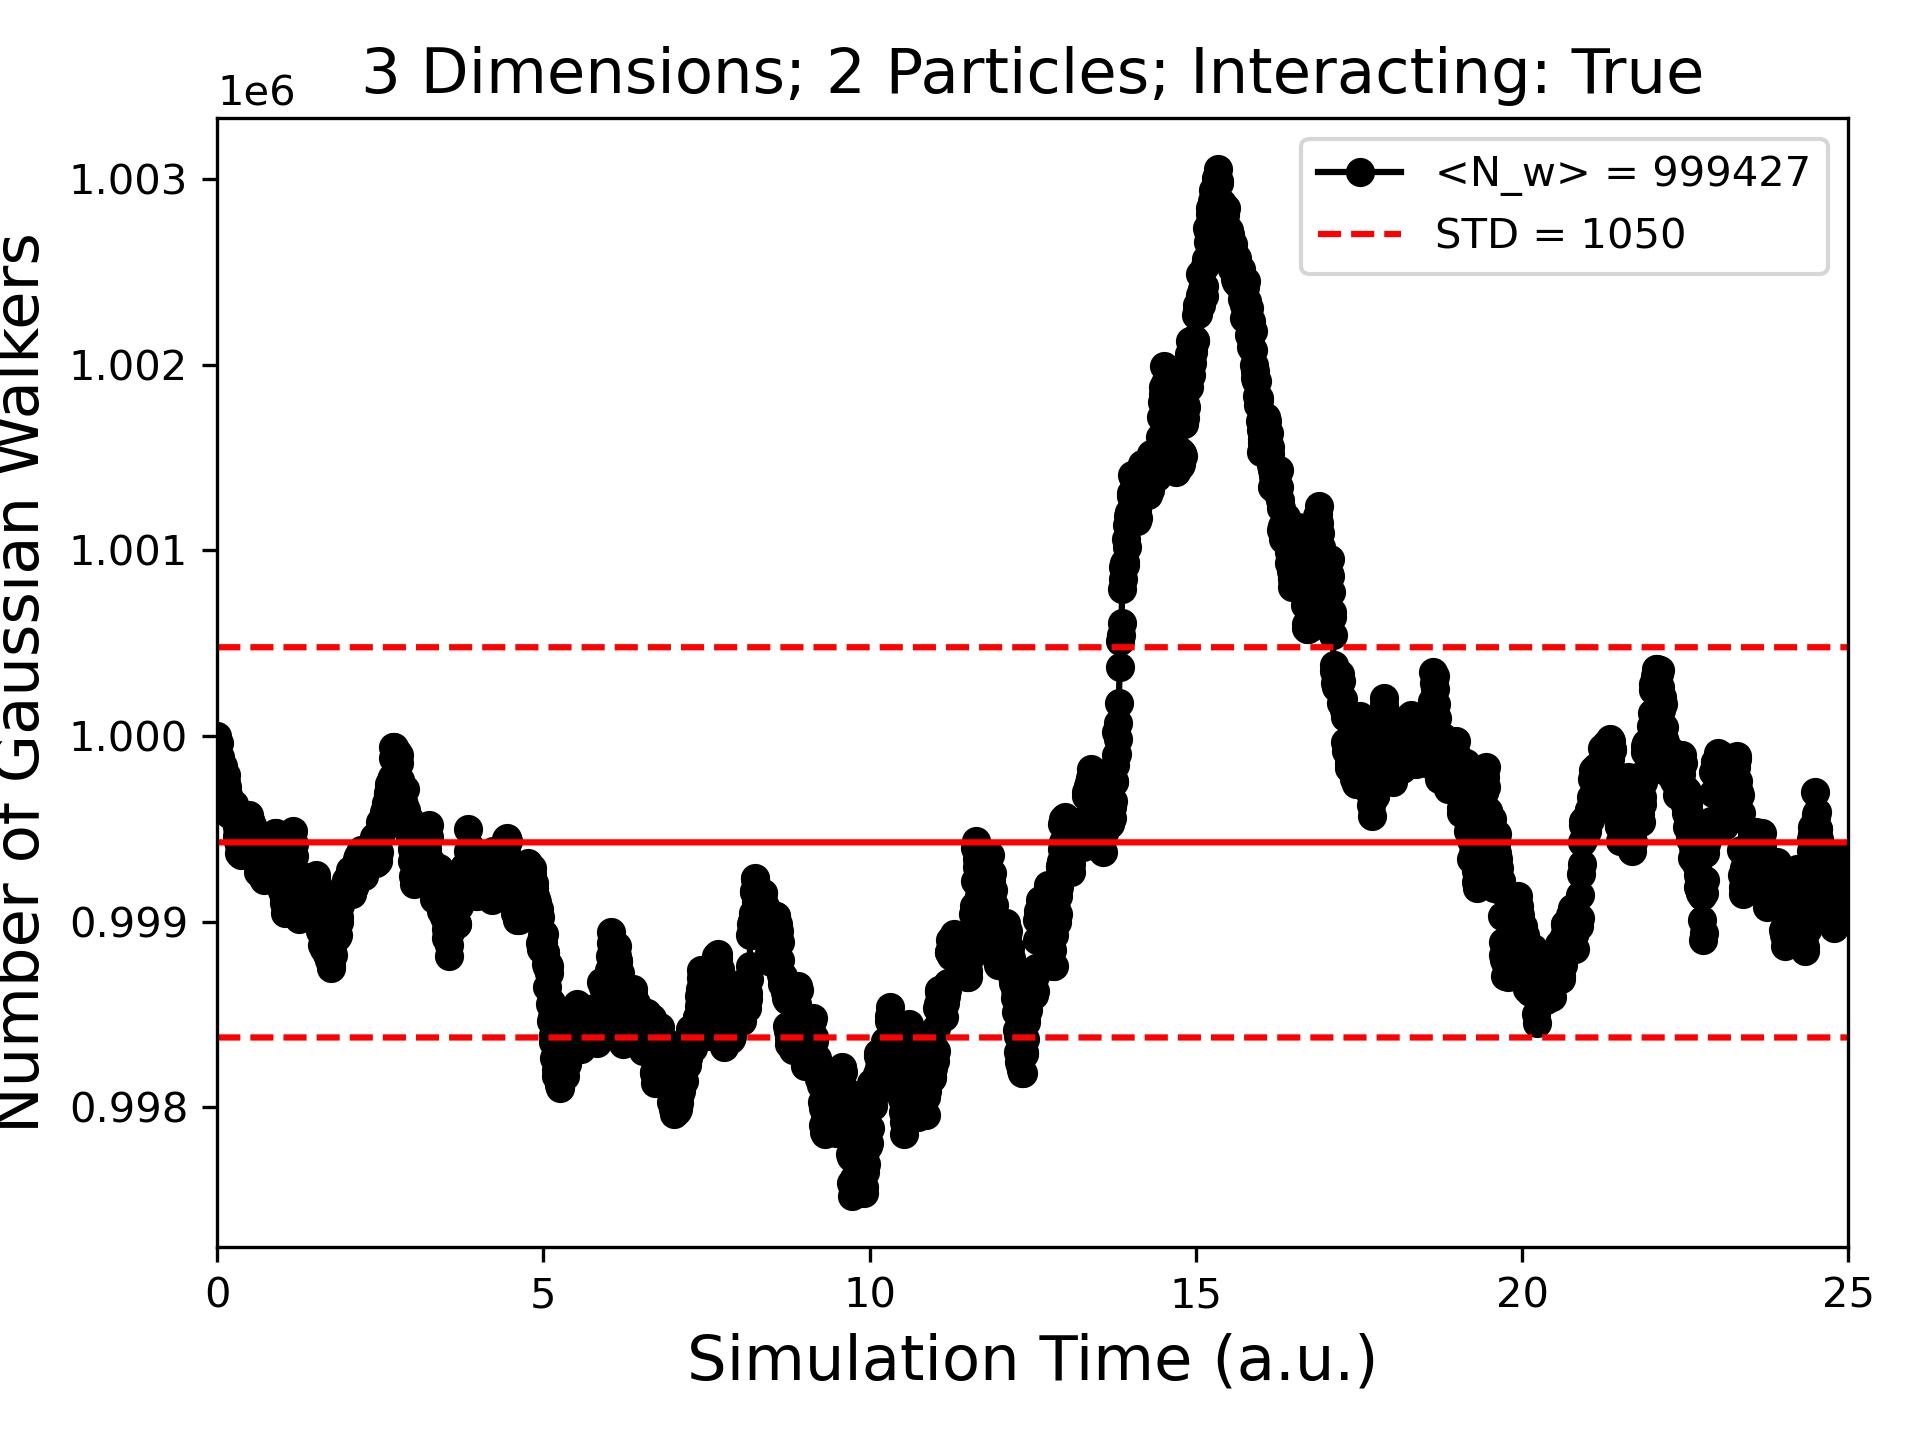 3 Dimensions; 2 Particles; Interacting: True
1e6
<N_w> = 999427
STD = 1050
Number of Gaussian Walkers
1.003
1.002
1.001
1.000
0.999
0.998
0 5 10 15 20 25
Simulation Time (a.u.)